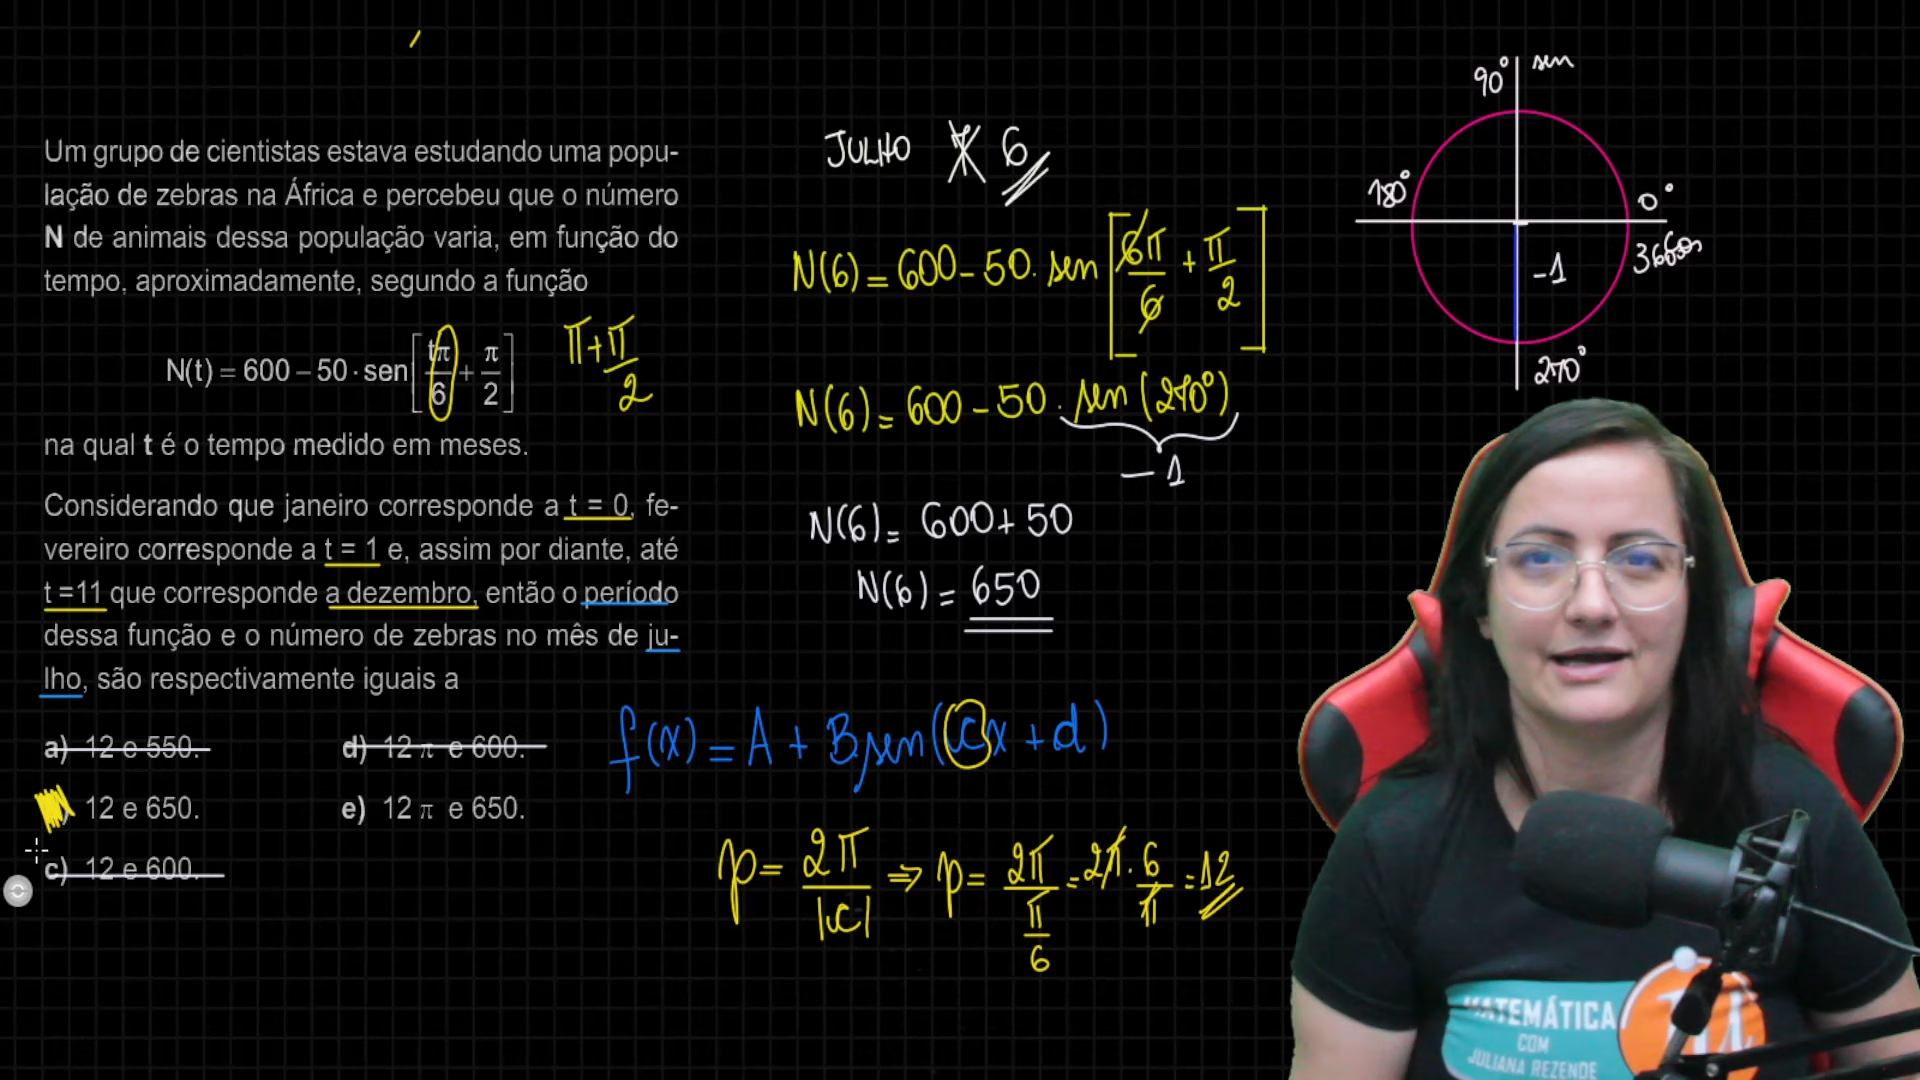 Um grupo de cientistas estava estudando uma popu-
lação de zebras na África e percebeu que o número
N de animais dessa população varia, em função do
tempo, aproximadamente, segundo a função
N(t) = 600 – 50 · sen[tπ/6 + π/2]
π + π/2
na qual t é o tempo medido em meses.
Considerando que janeiro corresponde a t = 0, fe-
vereiro corresponde a t = 1 e, assim por diante, até
t =11 que corresponde a dezembro, então o período
dessa função e o número de zebras no mês de ju-
lho, são respectivamente iguais a
a) 12 e 550.
d) 12 π e 600.
12 e 650.
e) 12 π e 650.
c) 12 e 600.
JULHO 7 6
N(6) = 600 - 50 . sen [6π/6 + π/2]
N(6) = 600 - 50 . sen (270°)
- 1
N(6) = 600 + 50
N(6) = 650
f(x) = A + B sen (Cx + d)
p = 2π/|C| ⇒ p = 2π/(π/6) = 2π . 6/π = 12
90° sen
180°
0°
360°
-1
270°
MATEMÁTICA
COM
JULIANA REZENDE